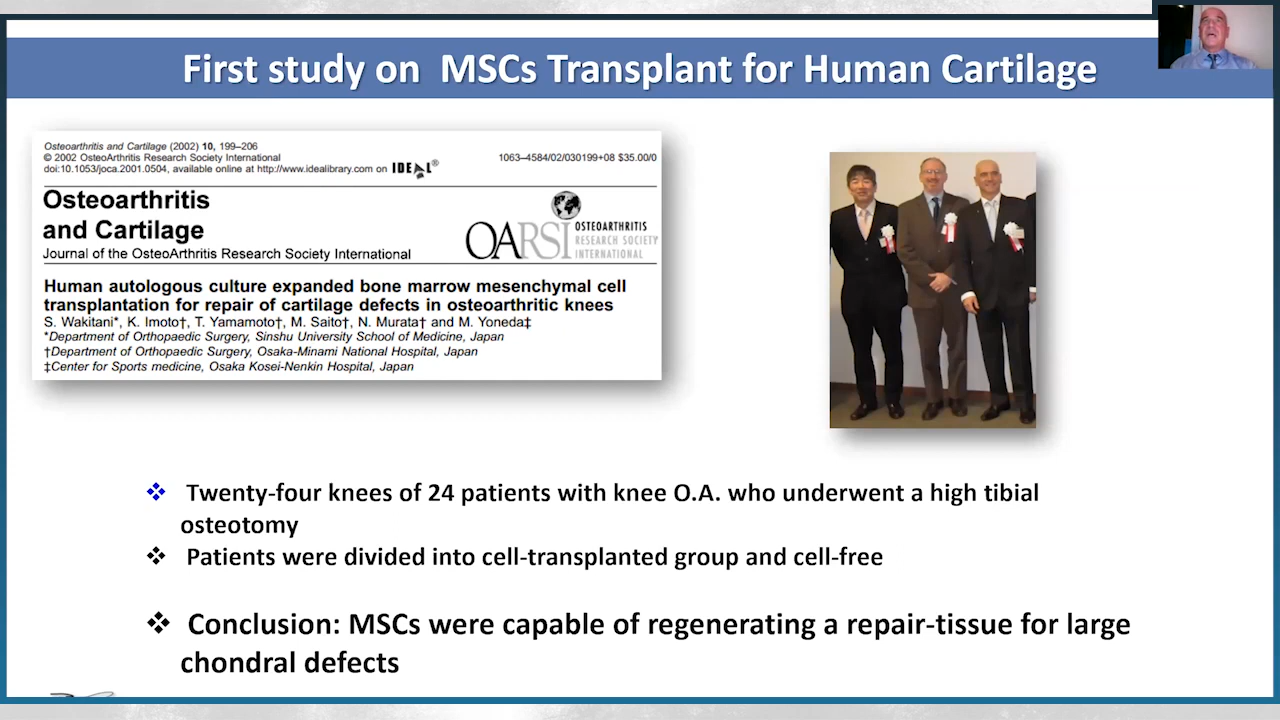 First study on MSCs Transplant for Human Cartilage
Osteoarthritis and Cartilage (2002) 10, 199–206
© 2002 OsteoArthritis Research Society International
doi:10.1053/joca.2001.0504, available online at http://www.idealibrary.com on IDEAL®
1063–4584/02/030199+08 $35.00/0
Osteoarthritis
and Cartilage
Journal of the OsteoArthritis Research Society International
OARSI OSTEOARTHRITIS
RESEARCH SOCIETY
INTERNATIONAL
Human autologous culture expanded bone marrow mesenchymal cell
transplantation for repair of cartilage defects in osteoarthritic knees
S. Wakitani*, K. Imoto†, T. Yamamoto†, M. Saito†, N. Murata† and M. Yoneda‡
*Department of Orthopaedic Surgery, Sinshu University School of Medicine, Japan
†Department of Orthopaedic Surgery, Osaka-Minami National Hospital, Japan
‡Center for Sports medicine, Osaka Kosei-Nenkin Hospital, Japan
❖ Twenty-four knees of 24 patients with knee O.A. who underwent a high tibial
osteotomy
❖ Patients were divided into cell-transplanted group and cell-free
❖ Conclusion: MSCs were capable of regenerating a repair-tissue for large
chondral defects